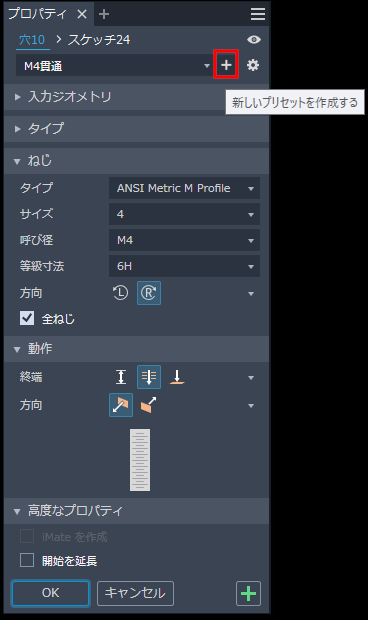 プロパティ
穴10 スケッチ24
M4貫通
新しいプリセットを作成する
入力ジオメトリ
タイプ
ねじ
タイプ ANSI Metric M Profile
サイズ 4
呼び径 M4
等級寸法 6H
方向 L R
全ねじ
動作
終端
方向
高度なプロパティ
iMate を作成
開始を延長
OK キャンセル